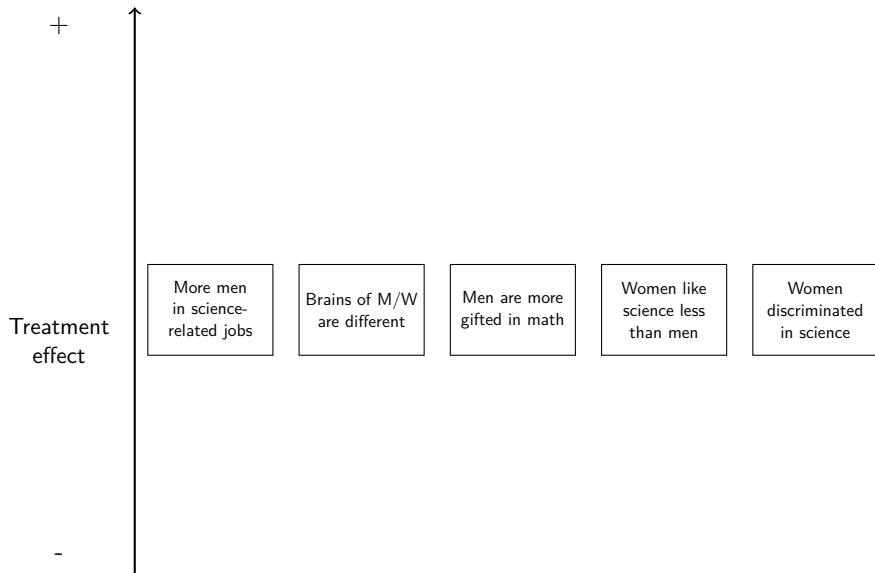 +
Treatment
effect
-
More men
in science-
related jobs
Brains of M/W
are different
Men are more
gifted in math
Women like
science less
than men
Women
discriminated
in science